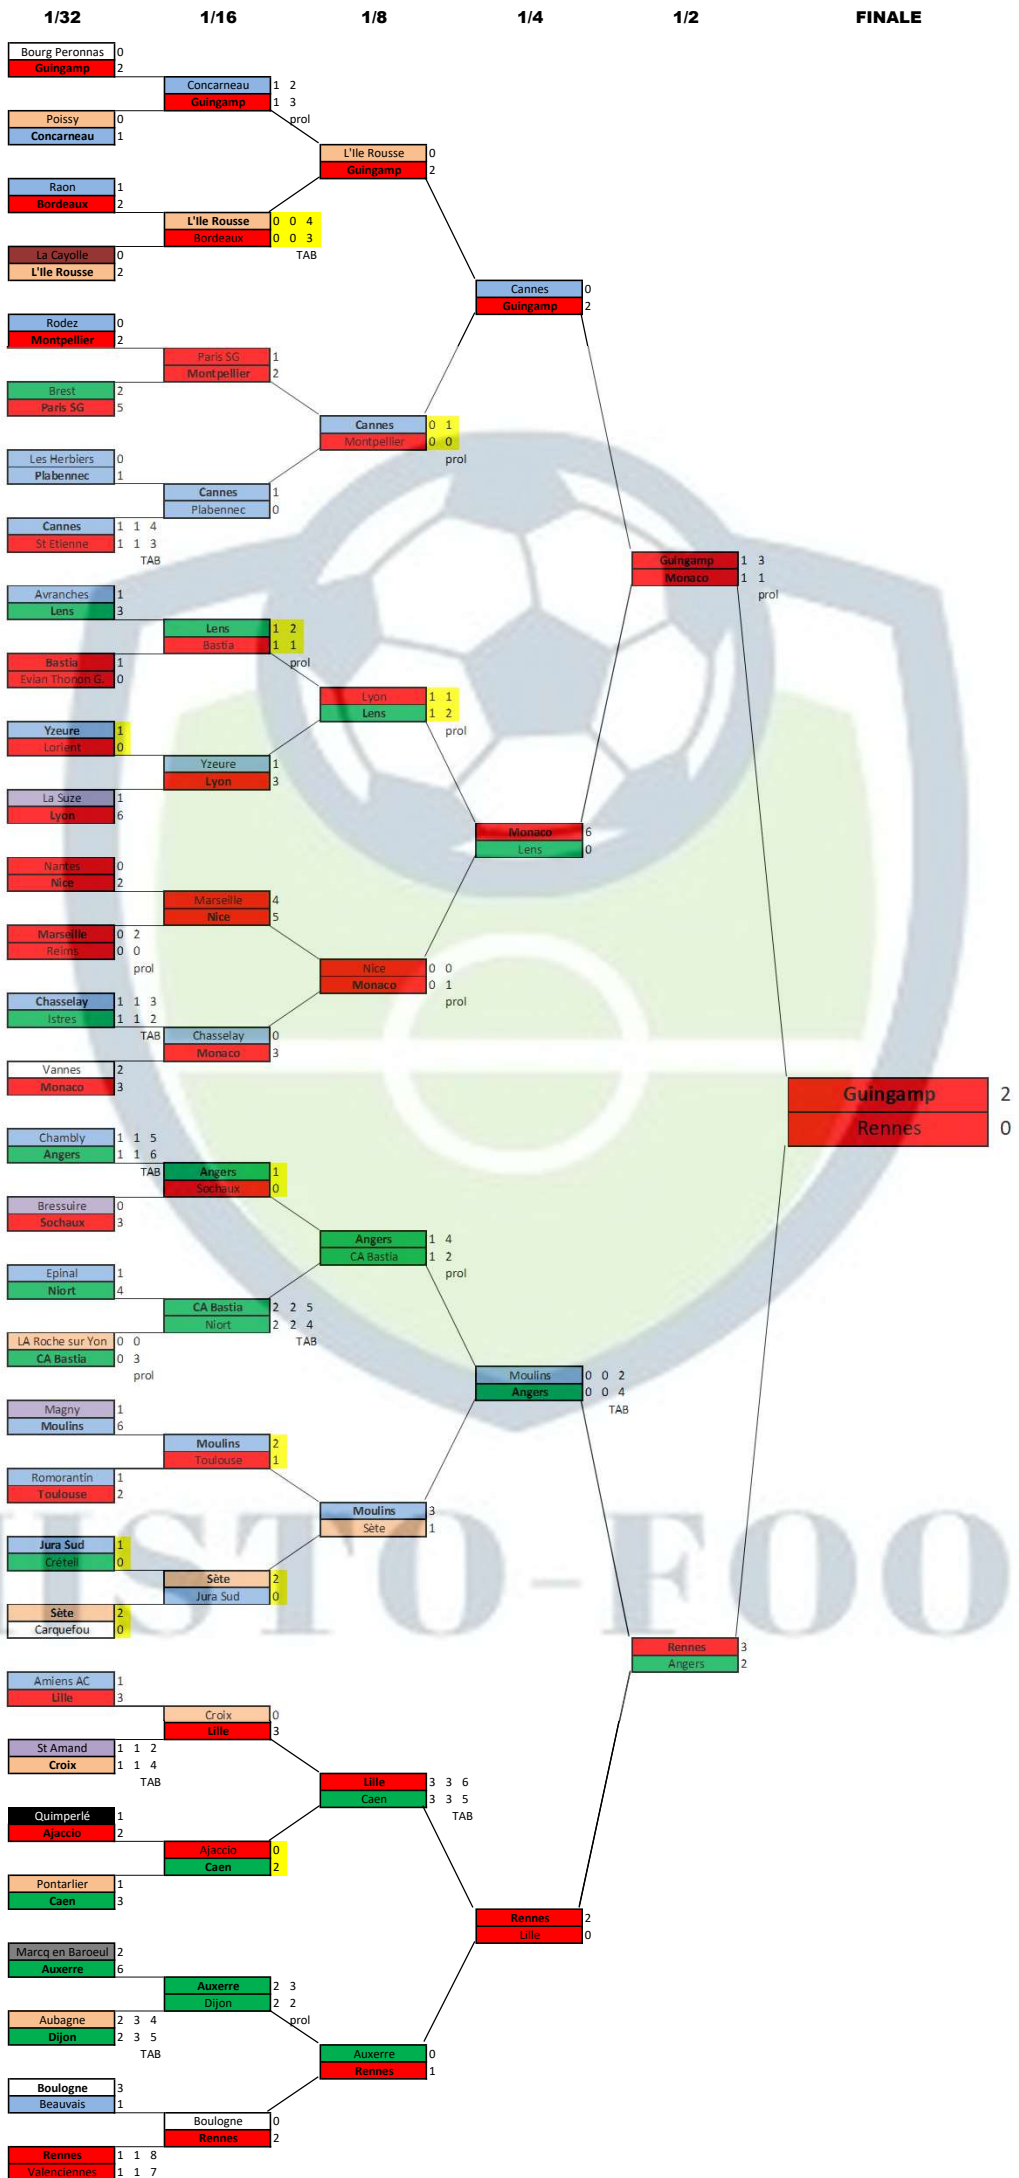 1/32 1/16 1/8 1/4 1/2 FINALE
Bourg Peronnas 0
Guingamp 2
Concarneau 1 2
Guingamp 1 3
prol
Poissy 0
Concarneau 1
L'Ile Rousse 0
Guingamp 2
Raon 1
Bordeaux 2
L'Ile Rousse 0 0 4
Bordeaux 0 0 3
TAB
La Cayolle 0
L'Ile Rousse 2
Cannes 0
Guingamp 2
Rodez 0
Montpellier 2
Paris SG 1
Montpellier 2
Brest 2
Paris SG 5
Cannes 0 1
Montpellier 0 0
prol
Les Herbiers 0
Plabennec 1
Cannes 1
Plabennec 0
Cannes 1 1 4
St Etienne 1 1 3
TAB
Guingamp 1 3
Monaco 1 1
prol
Avranches 1
Lens 3
Lens 1 2
Bastia 1 1
prol
Bastia 1
Evian Thonon G. 0
Lyon 1 1
Lens 1 2
prol
Yzeure 1
Lorient 0
Yzeure 1
Lyon 3
La Suze 1
Lyon 6
Monaco 6
Lens 0
Nantes 0
Nice 2
Marseille 4
Nice 5
Marseille 0 2
Reims 0 0
prol
Nice 0 0
Monaco 0 1
prol
Chasselay 1 1 3
Istres 1 1 2
TAB
Chasselay 0
Monaco 3
Vannes 2
Monaco 3
Guingamp 2
Rennes 0
Chambly 1 1 5
Angers 1 1 6
TAB
Angers 1
Sochaux 0
Bressuire 0
Sochaux 3
Angers 1 4
CA Bastia 1 2
prol
Epinal 1
Niort 4
CA Bastia 2 2 5
Niort 2 2 4
TAB
LA Roche sur Yon 0 0
CA Bastia 0 3
prol
Moulins 0 0 2
Angers 0 0 4
TAB
Magny 1
Moulins 6
Moulins 2
Toulouse 1
Romorantin 1
Toulouse 2
Moulins 3
Sète 1
Jura Sud 1
Créteil 0
Sète 2
Jura Sud 0
Sète 2
Carquefou 0
ISTO-FOO
Rennes 3
Angers 2
Amiens AC 1
Lille 3
Croix 0
Lille 3
St Amand 1 1 2
Croix 1 1 4
TAB
Lille 3 3 6
Caen 3 3 5
TAB
Quimperlé 1
Ajaccio 2
Ajaccio 0
Caen 2
Pontarlier 1
Caen 3
Rennes 2
Lille 0
Marcq en Baroeul 2
Auxerre 6
Auxerre 2 3
Dijon 2 2
prol
Aubagne 2 3 4
Dijon 2 3 5
TAB
Auxerre 0
Rennes 1
Boulogne 3
Beauvais 1
Boulogne 0
Rennes 2
Rennes 1 1 8
Valenciennes 1 1 7